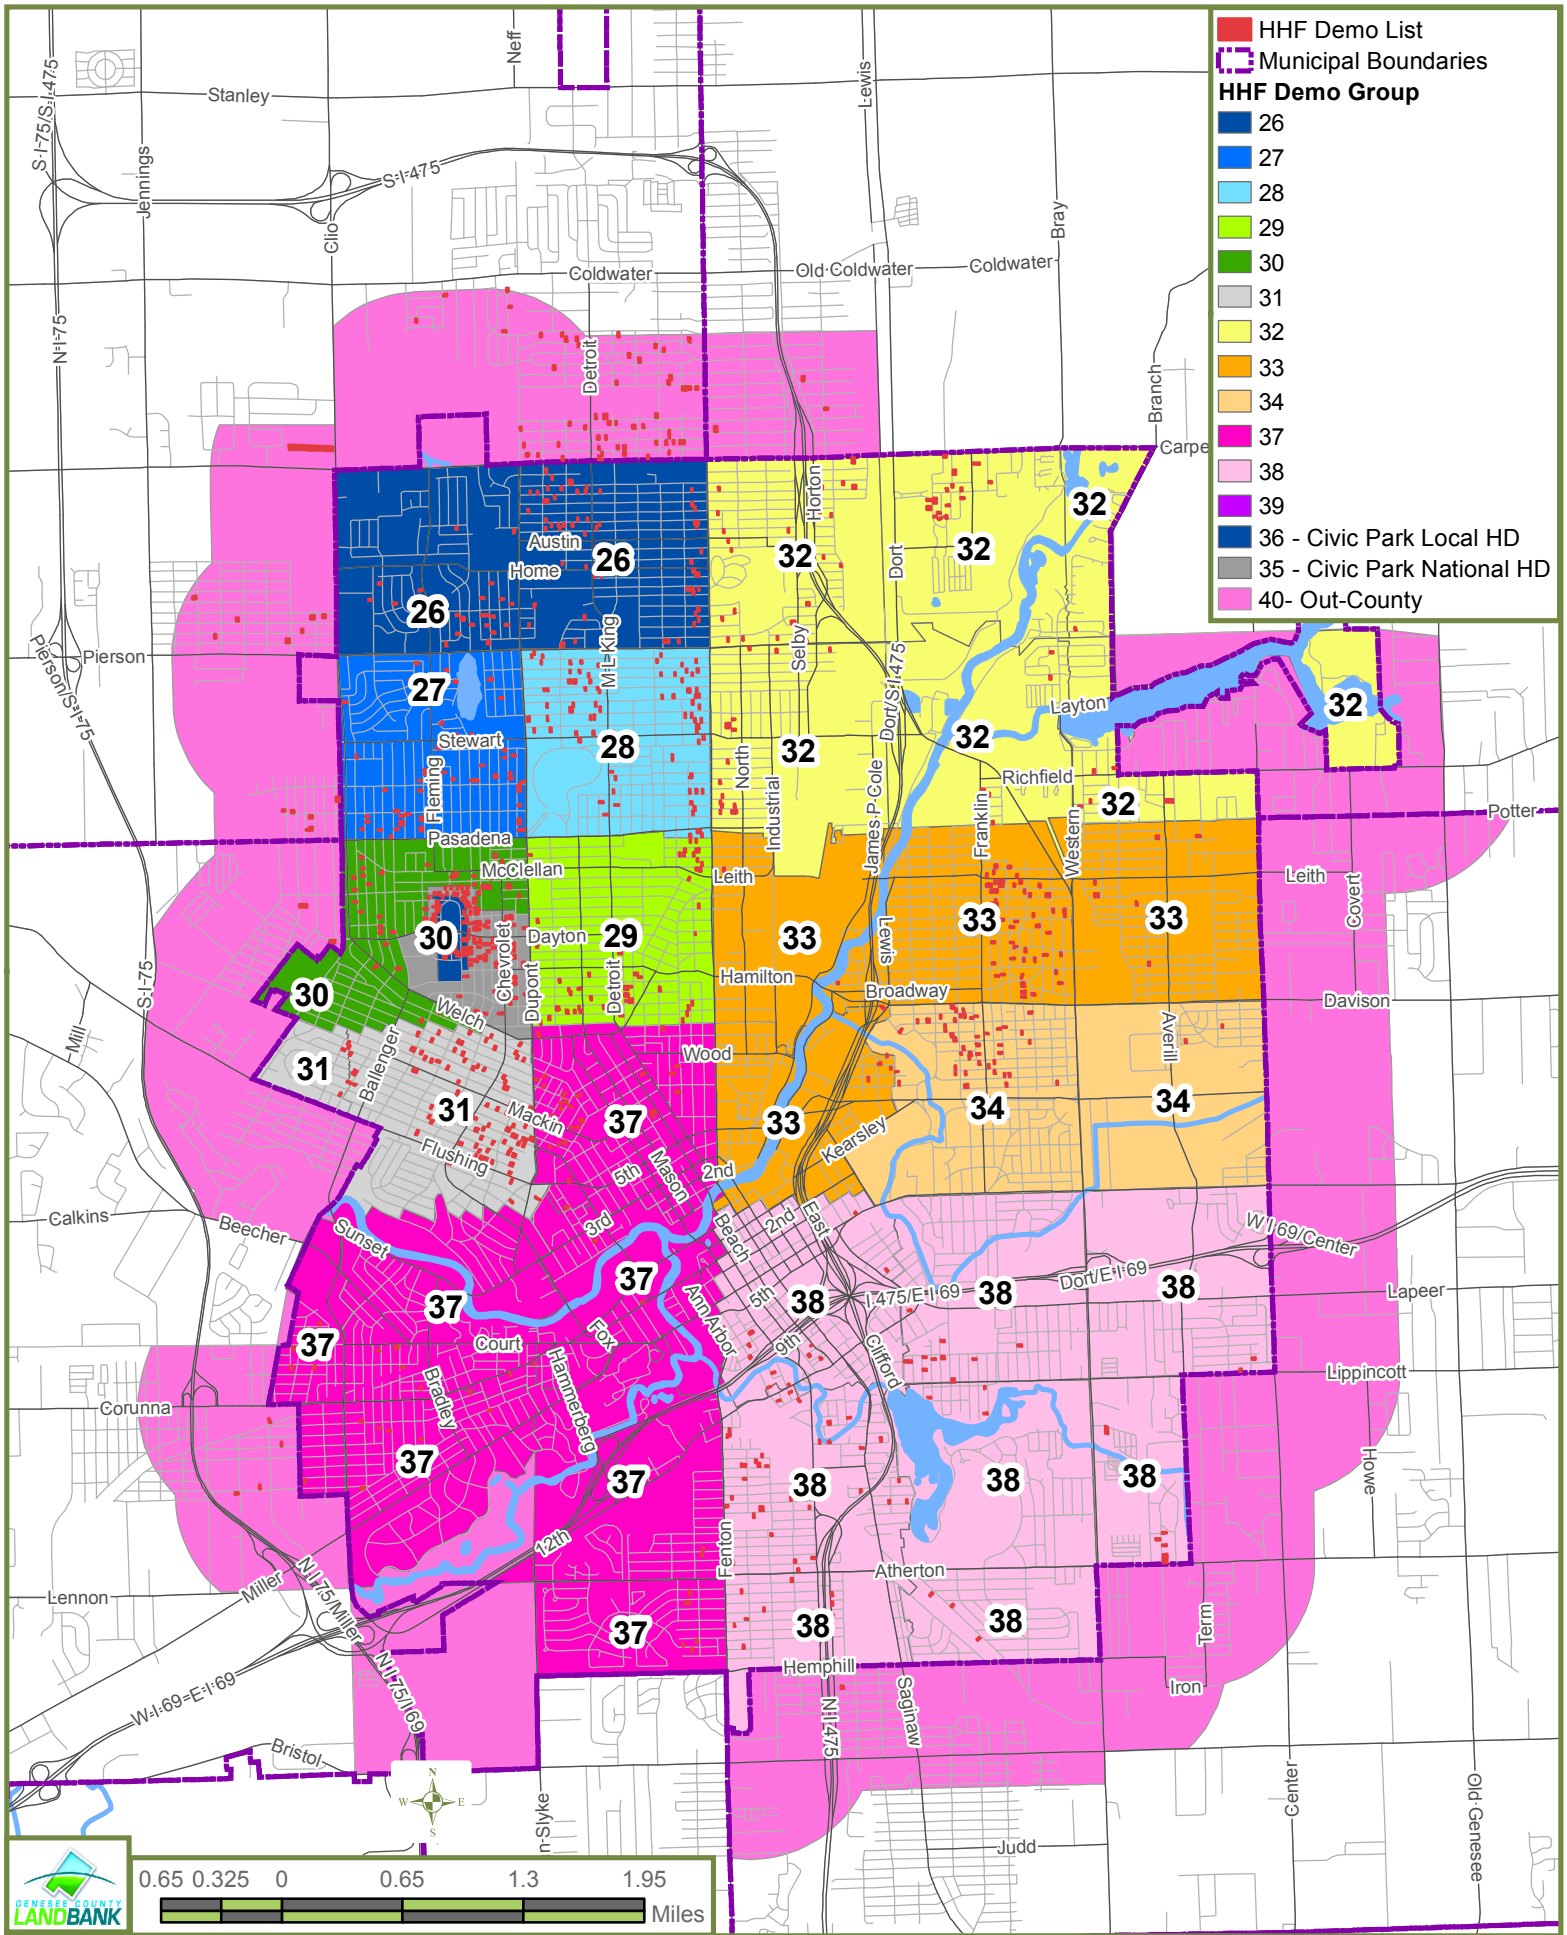 HHF Demo List
Municipal Boundaries
HHF Demo Group
26
27
28
29
30
31
32
33
34
37
38
39
36 - Civic Park Local HD
35 - Civic Park National HD
40- Out-County
Neff
Lewis
S-I-75/S-I-475
Stanley
Jennings
S-I-475
Clio
Bray
Coldwater
Old Coldwater
Coldwater
N-I-75
Detroit
Branch
Carpe
Horton
32
Austin
26
32
32
Dort
Home
26
Pierson
Pierson/S-I-75
M-L-King
Selby
27
Dort/S-I-475
Layton
32
Stewart
28
32
32
North
Richfield
Fleming
Industrial
James-P-Cole
Franklin
Western
32
Potter
Pasadena
McClellan
Leith
Leith
Covert
30
Dayton
29
33
33
33
Chevrolet
Lewis
S-I-75
Hamilton
30
Dupont
Detroit
Broadway
Davison
Welch
Mill
Averill
Wood
31
Ballenger
31
Mackin
37
33
34
34
Kearsley
Flushing
5th
Mason
2nd
Calkins
Beecher
Sunset
3rd
Beach
2nd
East
W I-69/Center
37
37
Ann Arbor
5th
38
I 475/E I-69
38
Dort/E I-69
38
Lapeer
37
Court
Fox
9th
Clifford
Lippincott
Corunna
Bradley
Hammerberg
37
37
38
38
38
Howe
12th
Fenton
Atherton
N I-75/Miller
Lennon
Miller
37
38
38
Term
Hemphill
Iron
W-I-69-E-I-69
N-I-75/I-69
N-I-475
Saginaw
Bristol
N
W
E
S
n-Slyke
Center
Old-Genesee
Judd
GENESEE COUNTY
LANDBANK
0.65 0.325 0 0.65 1.3 1.95
Miles